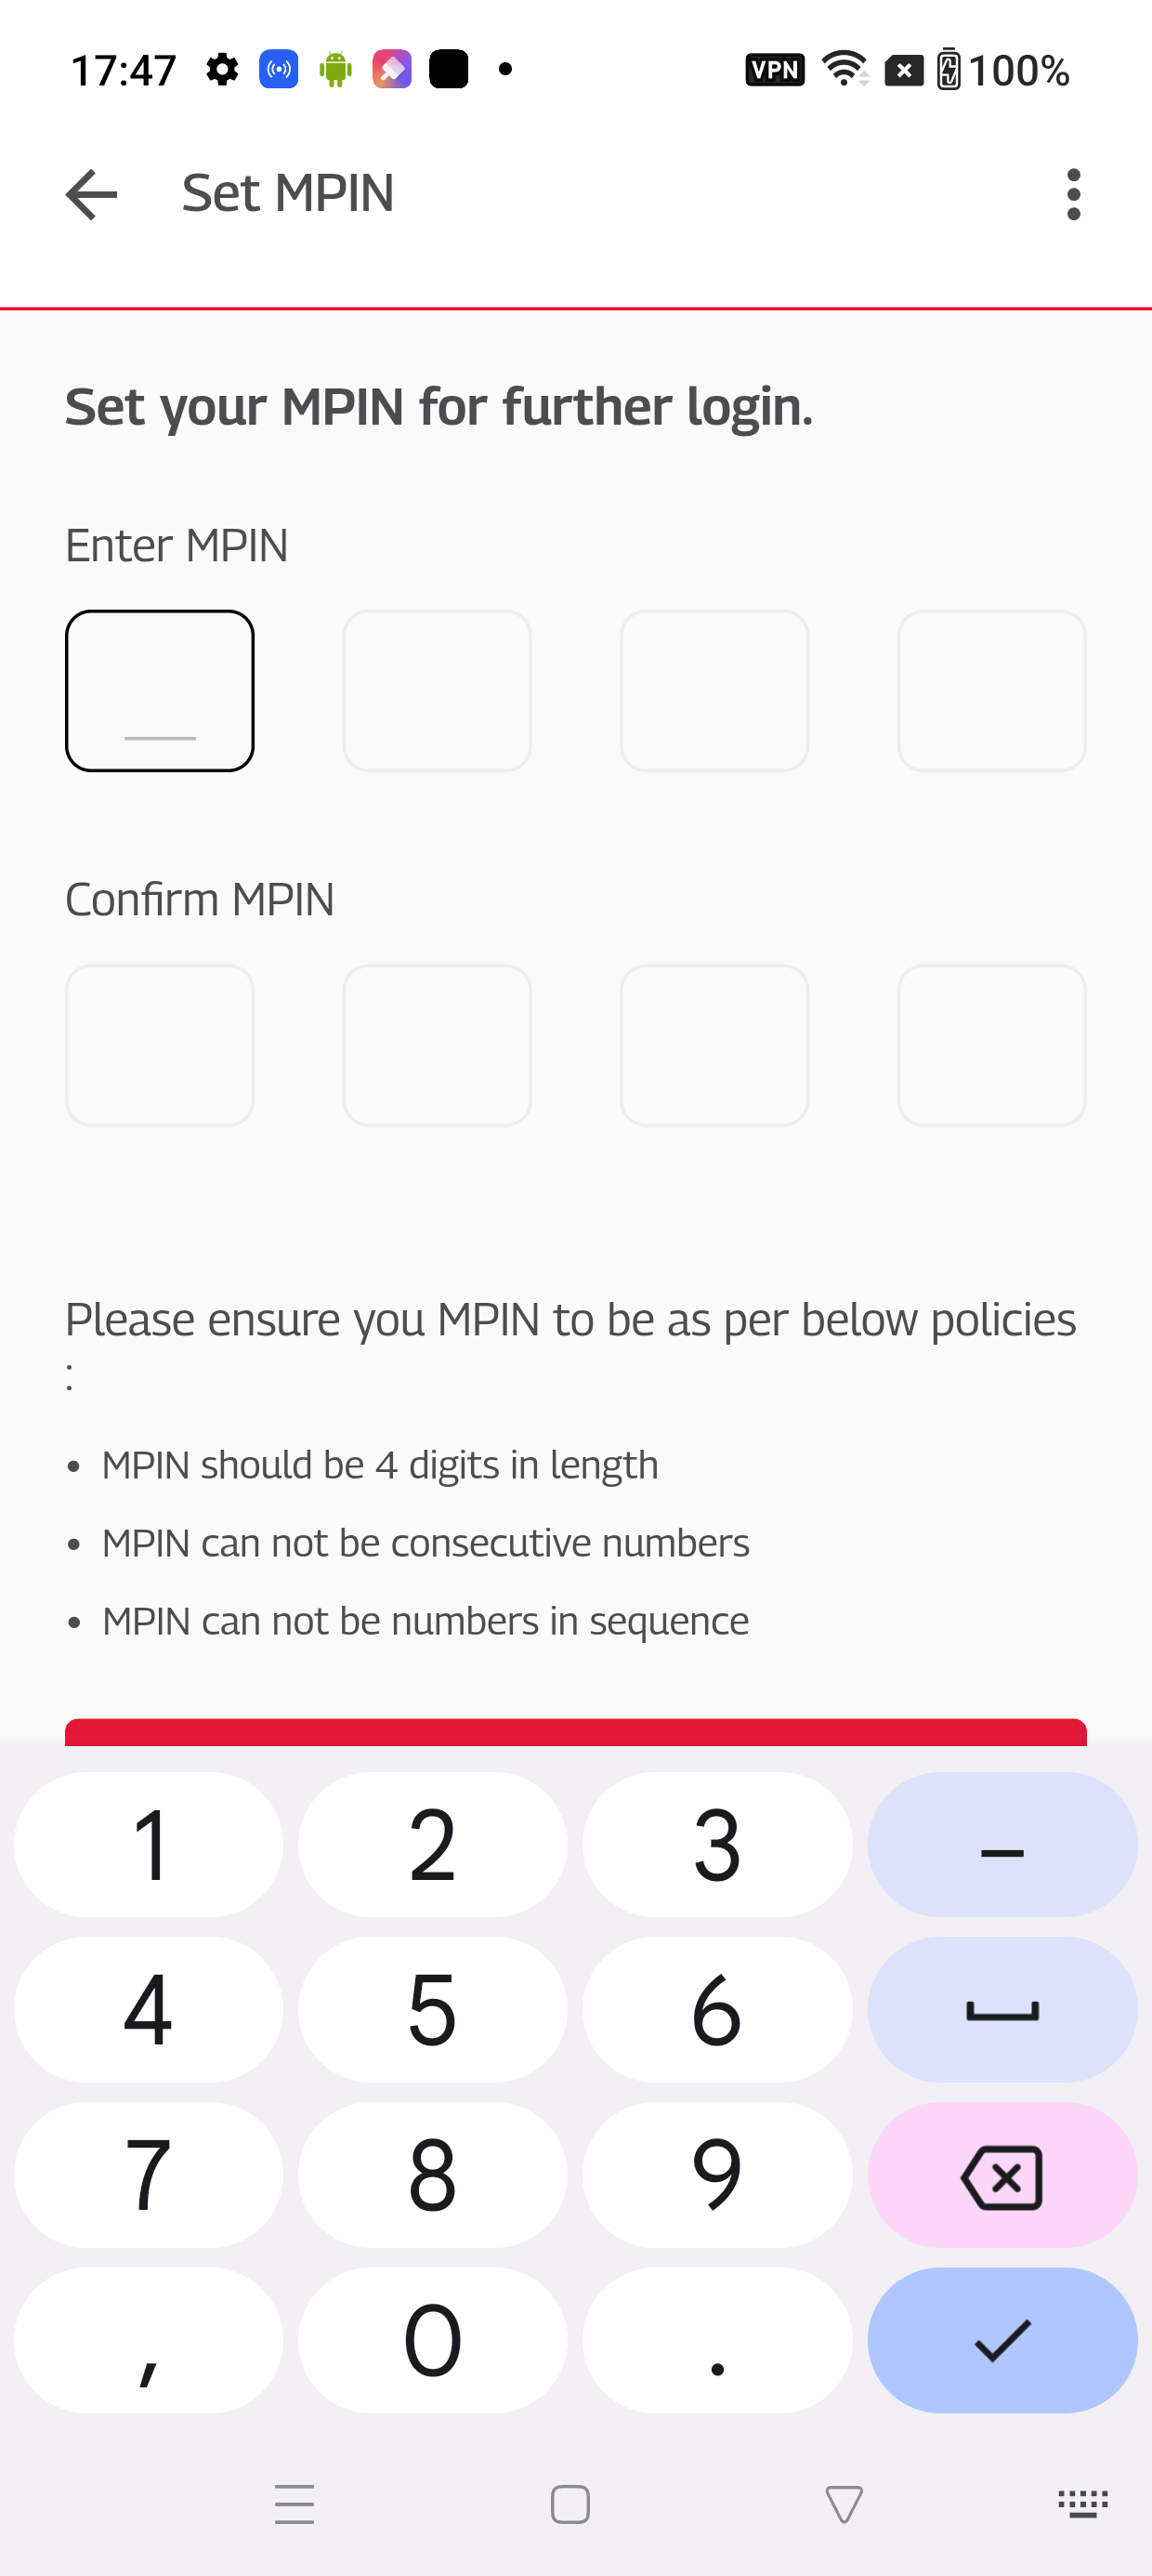 17:47
VPN
100%
Set MPIN
Set your MPIN for further login.
Enter MPIN
Confirm MPIN
Please ensure you MPIN to be as per below policies
:
• MPIN should be 4 digits in length
• MPIN can not be consecutive numbers
• MPIN can not be numbers in sequence
1 2 3 –
4 5 6
7 8 9
, 0 .